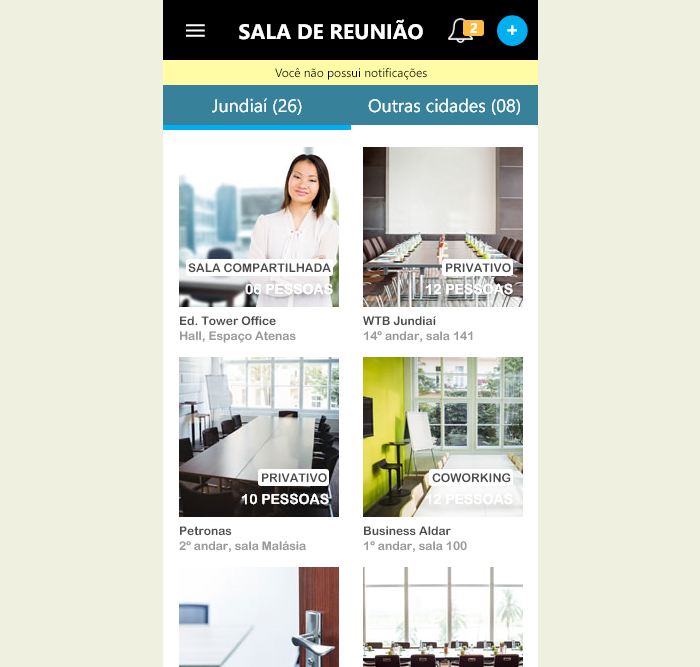 SALA DE REUNIÃO
2
+
Você não possui notificações
Jundiaí (26)
Outras cidades (08)
SALA COMPARTILHADA
06 PESSOAS
Ed. Tower Office
Hall, Espaço Atenas
PRIVATIVO
12 PESSOAS
WTB Jundiaí
14º andar, sala 141
PRIVATIVO
10 PESSOAS
Petronas
2º andar, sala Malásia
COWORKING
12 PESSOAS
Business Aldar
1º andar, sala 100